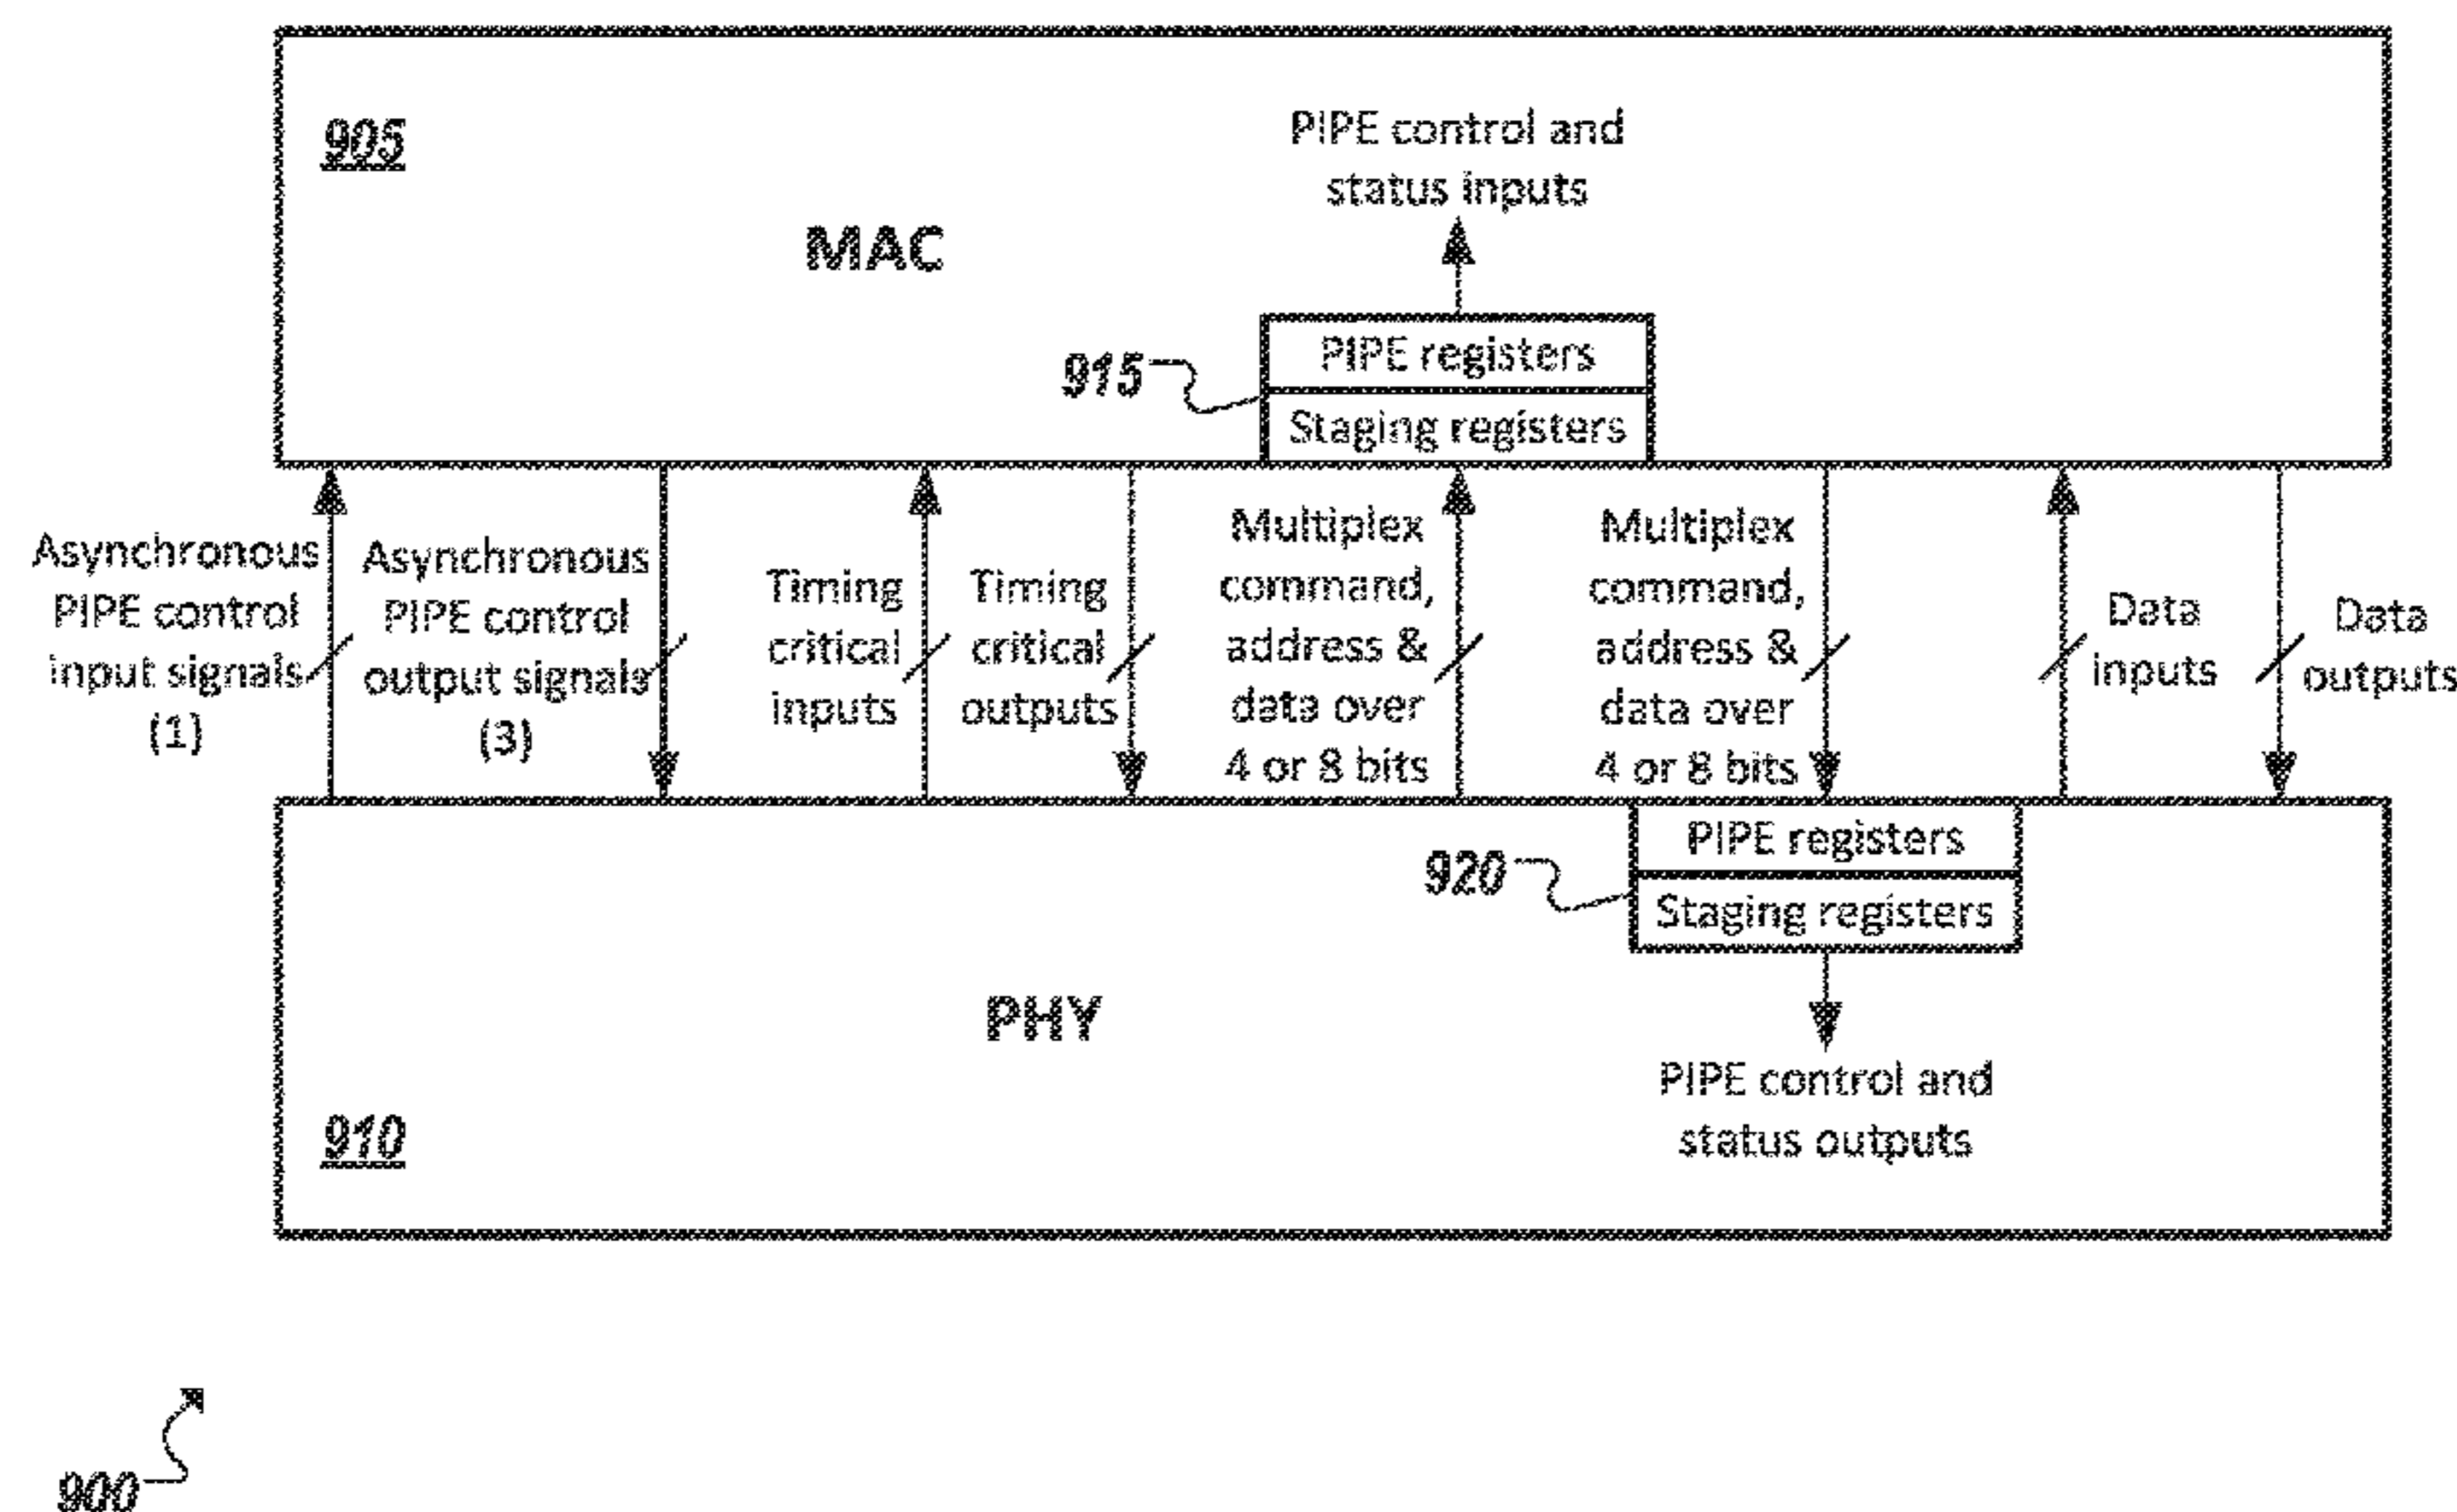 905
MAC
PIPE control and
status inputs
915
PIPE registers
Staging registers
Asynchronous
PIPE control
input signals
(1)
Asynchronous
PIPE control
output signals
(3)
Timing
critical
inputs
Timing
critical
outputs
Multiplex
command,
address &
data over
4 or 8 bits
Multiplex
command,
address &
data over
4 or 8 bits
Data
inputs
Data
outputs
920
PIPE registers
Staging registers
PHY
PIPE control and
status outputs
910
900